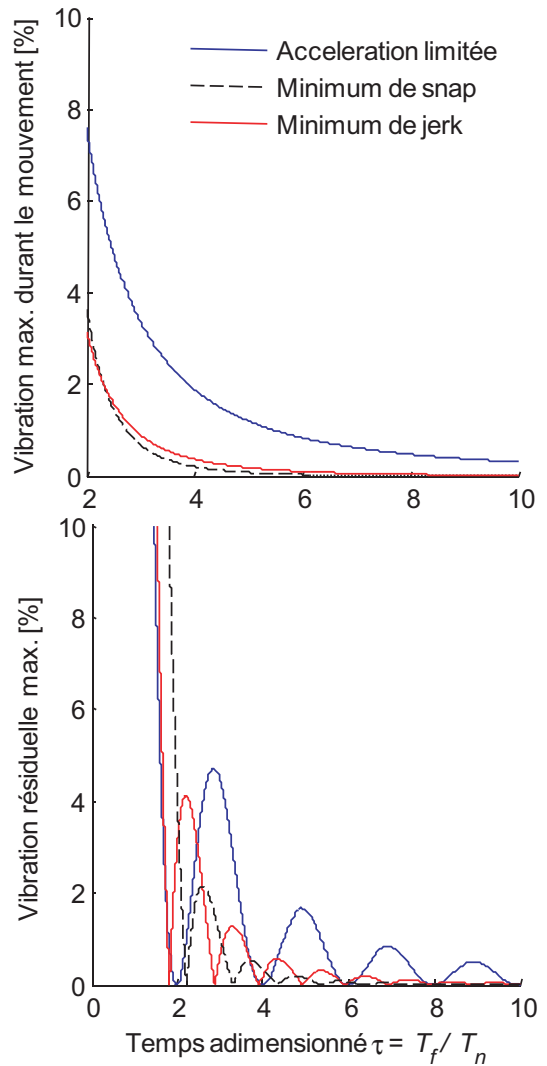 Vibration max. durant le mouvement [%]
10
8
6
4
2
0
Acceleration limitée
Minimum de snap
Minimum de jerk
2 4 6 8 10
Vibration résiduelle max. [%]
10
8
6
4
2
0
0 2 4 6 8 10
Temps adimensionné τ = T_f / T_n